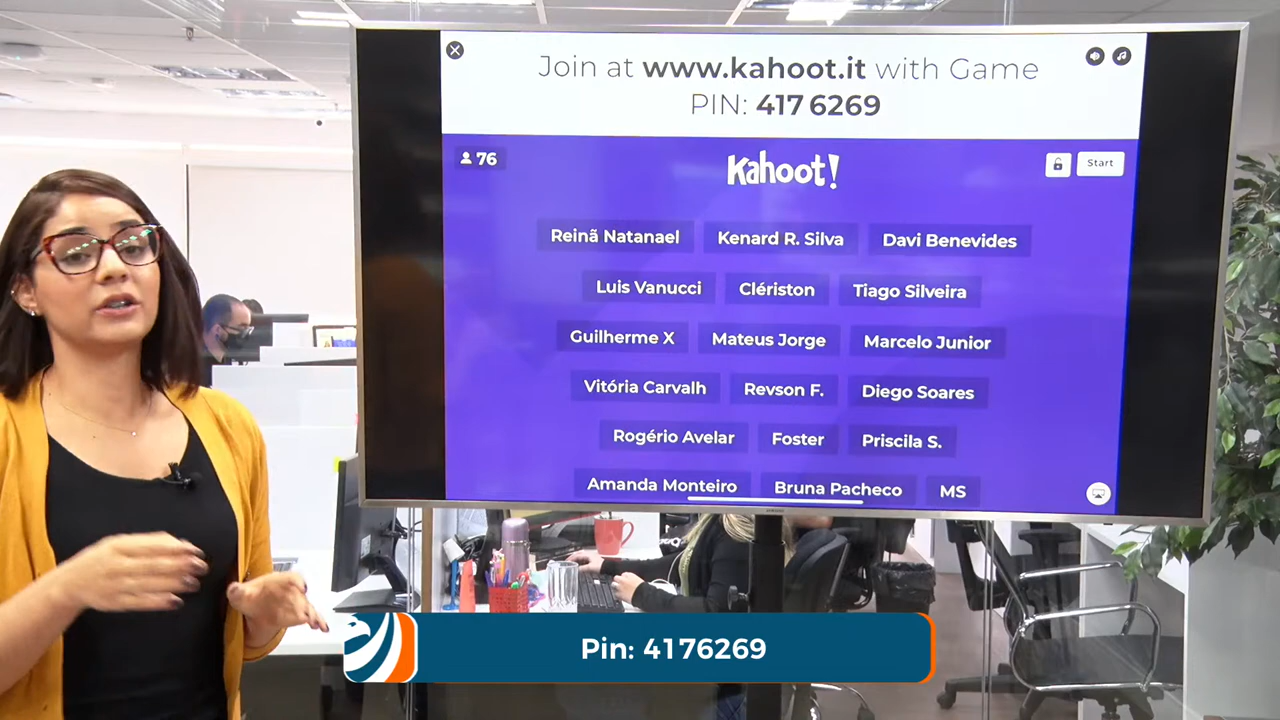 Join at www.kahoot.it with Game
PIN: 417 6269
76
Kahoot!
Start
Reinã Natanael Kenard R. Silva Davi Benevides
Luis Vanucci Clériston Tiago Silveira
Guilherme X Mateus Jorge Marcelo Junior
Vitória Carvalh Revson F. Diego Soares
Rogério Avelar Foster Priscila S.
Amanda Monteiro Bruna Pacheco MS
Pin: 4176269